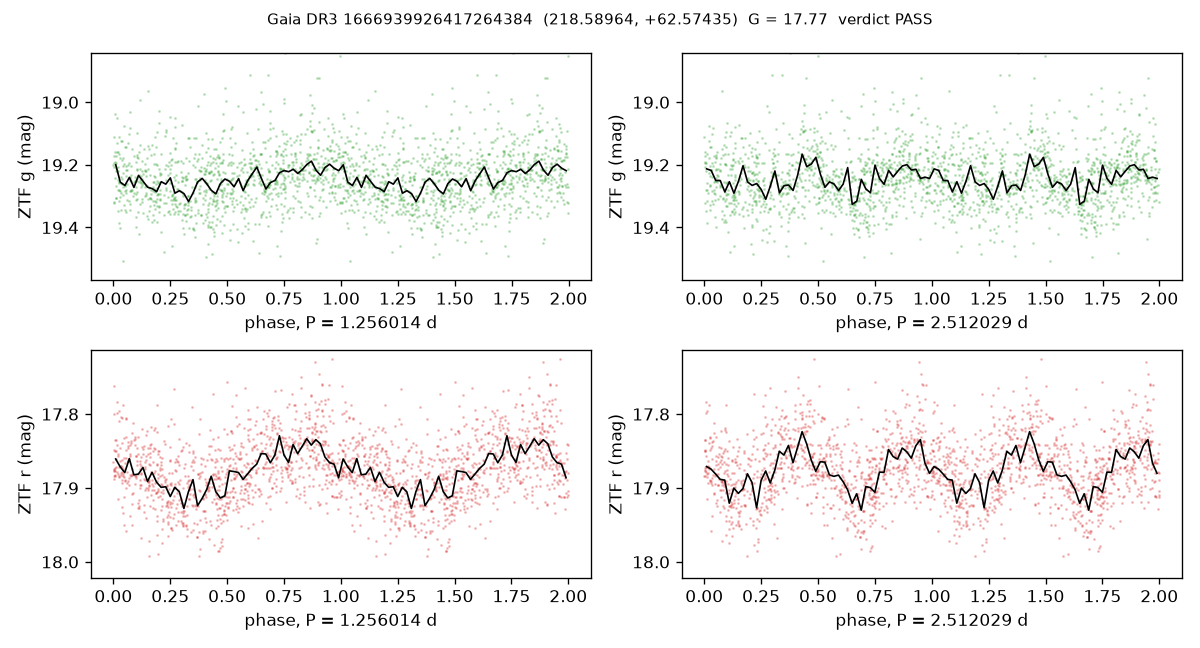 Gaia DR3 1666939926417264384 (218.58964, +62.57435) G = 17.77 verdict PASS
ZTF g (mag)
19.0
19.2
19.4
0.00 0.25 0.50 0.75 1.00 1.25 1.50 1.75 2.00
phase, P = 1.256014 d
ZTF g (mag)
19.0
19.2
19.4
0.00 0.25 0.50 0.75 1.00 1.25 1.50 1.75 2.00
phase, P = 2.512029 d
ZTF r (mag)
17.8
17.9
18.0
0.00 0.25 0.50 0.75 1.00 1.25 1.50 1.75 2.00
phase, P = 1.256014 d
ZTF r (mag)
17.8
17.9
18.0
0.00 0.25 0.50 0.75 1.00 1.25 1.50 1.75 2.00
phase, P = 2.512029 d